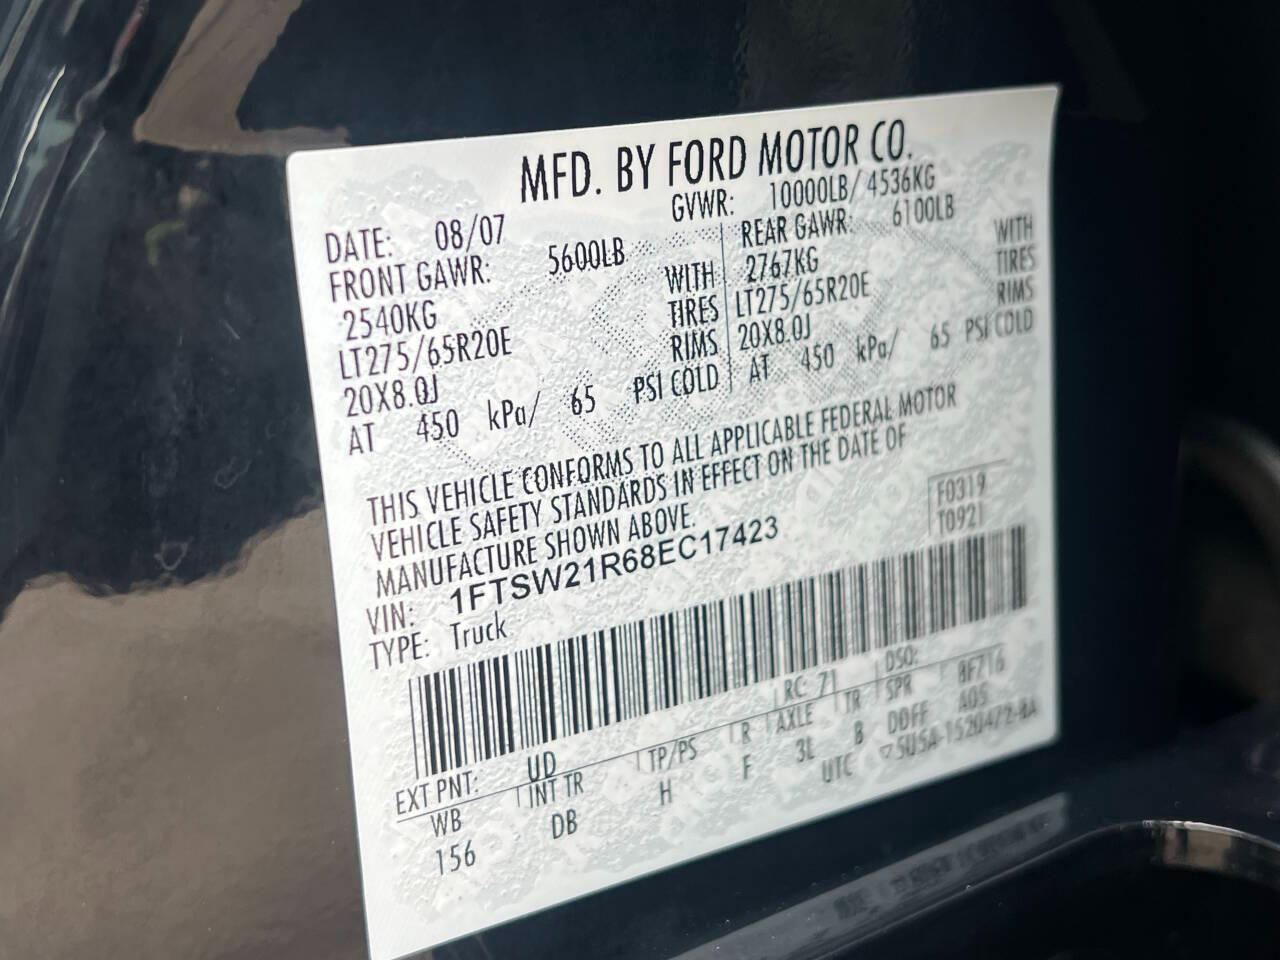 MFD. BY FORD MOTOR CO.
DATE: 08/07 GVWR: 10000LB/ 4536KG
FRONT GAWR: 5600LB REAR GAWR: 6100LB
2540KG WITH 2767KG WITH
LT275/65R20E TIRES LT275/65R20E TIRES
20X8.0J RIMS 20X8.0J RIMS
AT 450 kPa/ 65 PSI COLD AT 450 kPa/ 65 PSI COLD
THIS VEHICLE CONFORMS TO ALL APPLICABLE FEDERAL MOTOR
VEHICLE SAFETY STANDARDS IN EFFECT ON THE DATE OF
MANUFACTURE SHOWN ABOVE.
F0319
T0921
VIN: 1FTSW21R68EC17423
TYPE: Truck
EXT PNT: UD RC: 71 DSO:
WB INT TR TP/PS R AXLE TR SPR 8F716
156 DB H F 3L B DDFF A05
UTC ▽5U5A-1520472-BA